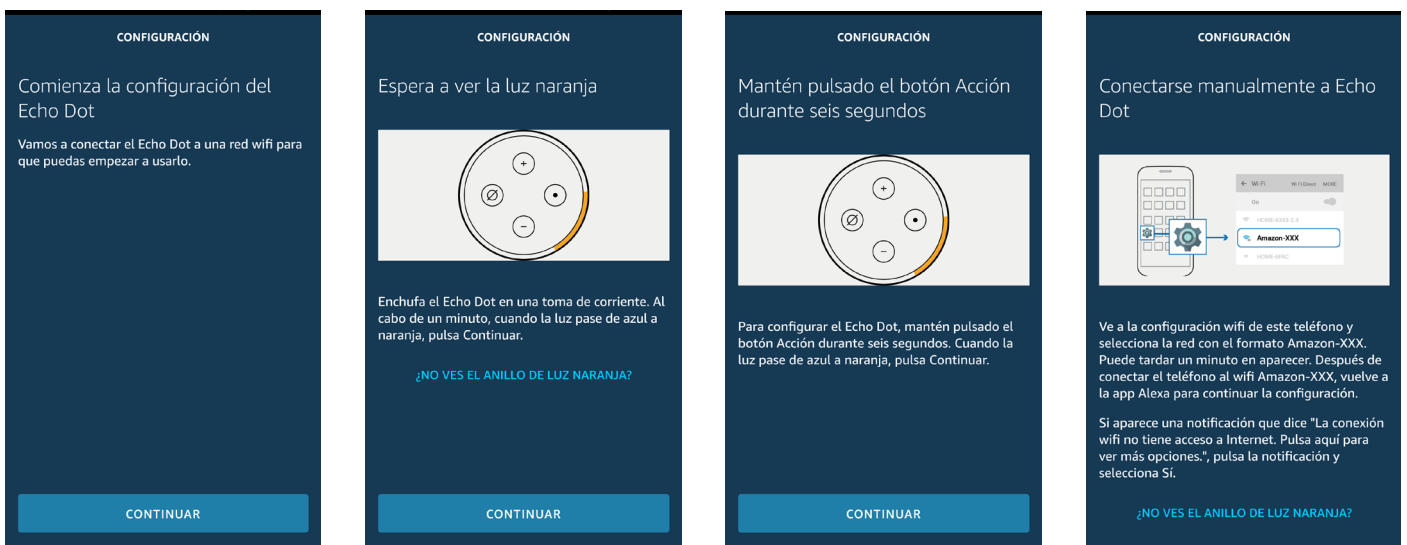 CONFIGURACIÓN
Comienza la configuración del
Echo Dot
Vamos a conectar el Echo Dot a una red wifi para
que puedas empezar a usarlo.
CONTINUAR
CONFIGURACIÓN
Espera a ver la luz naranja
Enchufa el Echo Dot en una toma de corriente. Al
cabo de un minuto, cuando la luz pase de azul a
naranja, pulsa Continuar.
¿NO VES EL ANILLO DE LUZ NARANJA?
CONTINUAR
CONFIGURACIÓN
Mantén pulsado el botón Acción
durante seis segundos
Para configurar el Echo Dot, mantén pulsado el
botón Acción durante seis segundos. Cuando la
luz pase de azul a naranja, pulsa Continuar.
CONTINUAR
CONFIGURACIÓN
Conectarse manualmente a Echo
Dot
Wi-Fi Wi-Fi Direct MORE
On
Amazon-XXX
Ve a la configuración wifi de este teléfono y
selecciona la red con el formato Amazon-XXX.
Puede tardar un minuto en aparecer. Después de
conectar el teléfono al wifi Amazon-XXX, vuelve a
la app Alexa para continuar la configuración.
Si aparece una notificación que dice "La conexión
wifi no tiene acceso a Internet. Pulsa aquí para
ver más opciones.", pulsa la notificación y
selecciona Sí.
¿NO VES EL ANILLO DE LUZ NARANJA?